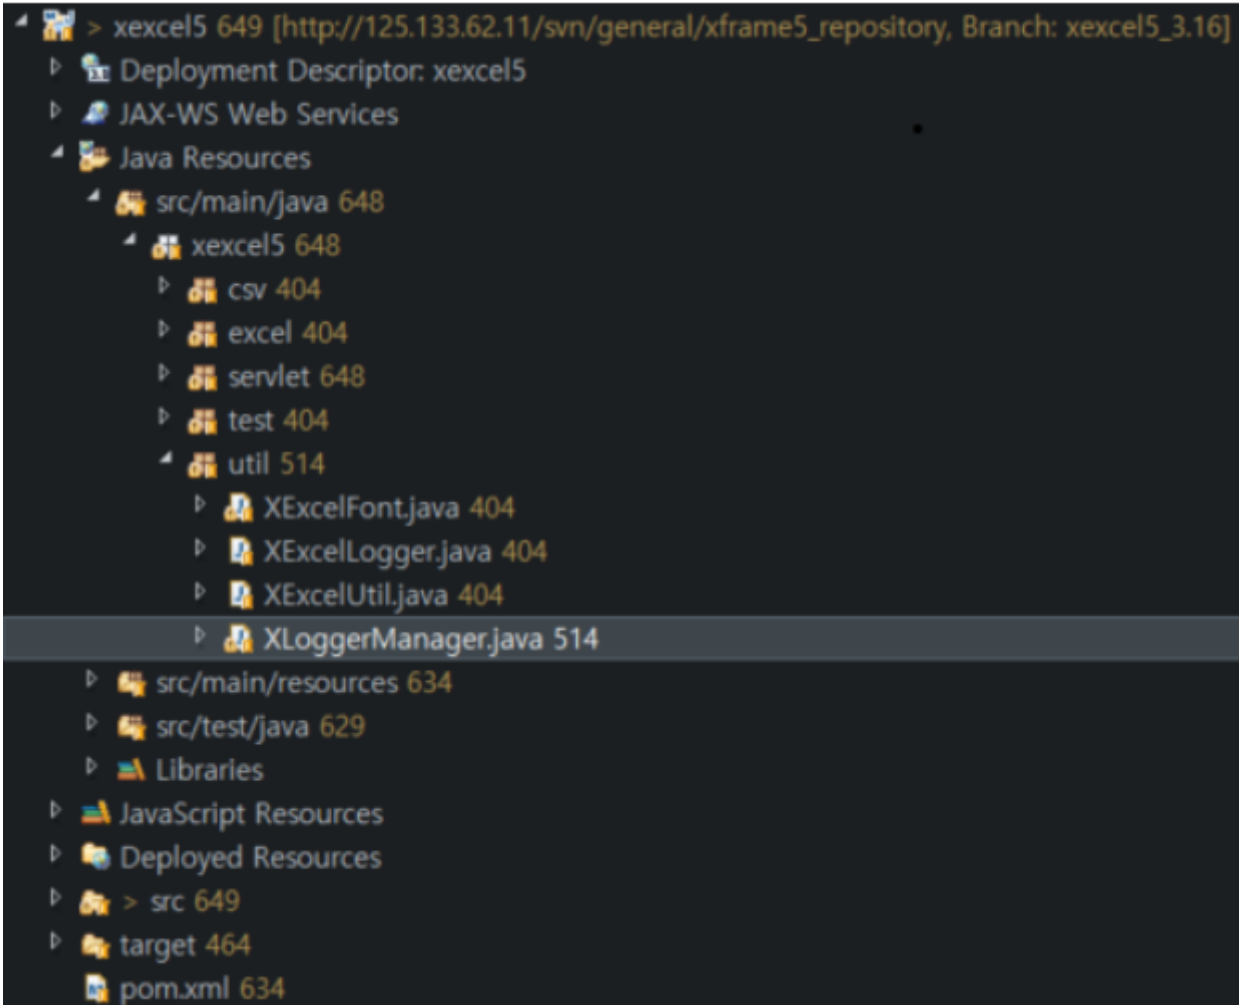 > xexcel5 649 [http://125.133.62.11/svn/general/xframe5_repository, Branch: xexcel5_3.16]
Deployment Descriptor: xexcel5
JAX-WS Web Services
Java Resources
src/main/java 648
xexcel5 648
csv 404
excel 404
servlet 648
test 404
util 514
XExcelFont.java 404
XExcelLogger.java 404
XExcelUtil.java 404
XLoggerManager.java 514
src/main/resources 634
src/test/java 629
Libraries
JavaScript Resources
Deployed Resources
> src 649
target 464
pom.xml 634